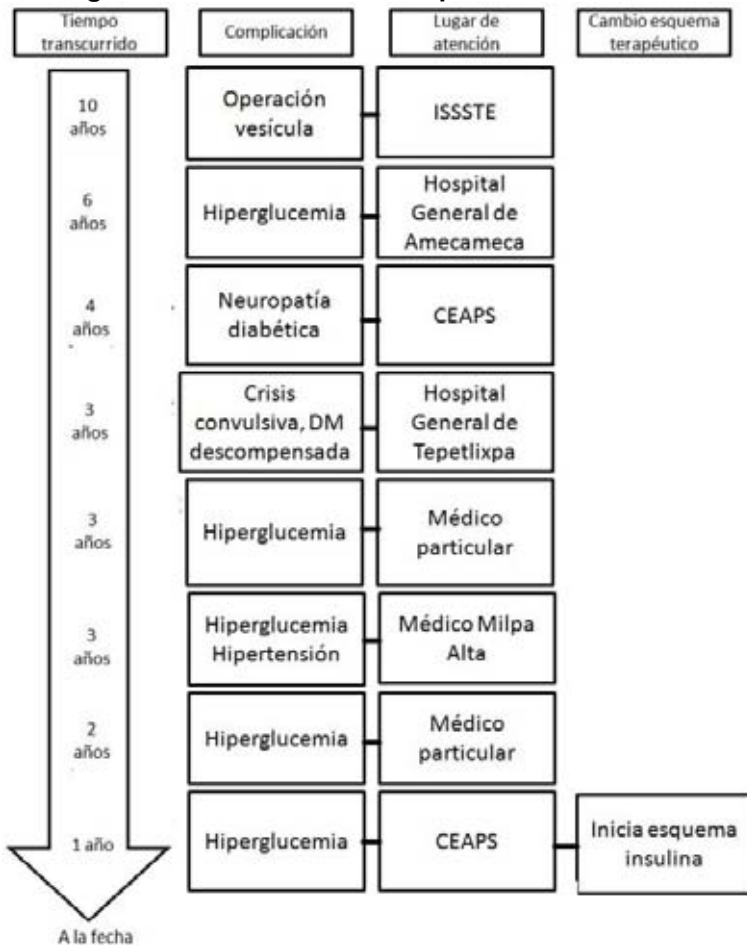 Tiempo
transcurrido
Complicación
Lugar de
atención
Cambio esquema
terapéutico
10
años
Operación
vesícula
ISSSTE
6
años
Hiperglucemia
Hospital
General de
Amecameca
4
años
Neuropatía
diabética
CEAPS
3
años
Crisis
convulsiva, DM
descompensada
Hospital
General de
Tepetlixpa
3
años
Hiperglucemia
Médico
particular
3
años
Hiperglucemia
Hipertensión
Médico Milpa
Alta
2
años
Hiperglucemia
Médico
particular
1 año
Hiperglucemia
CEAPS
Inicia esquema
insulina
A la fecha